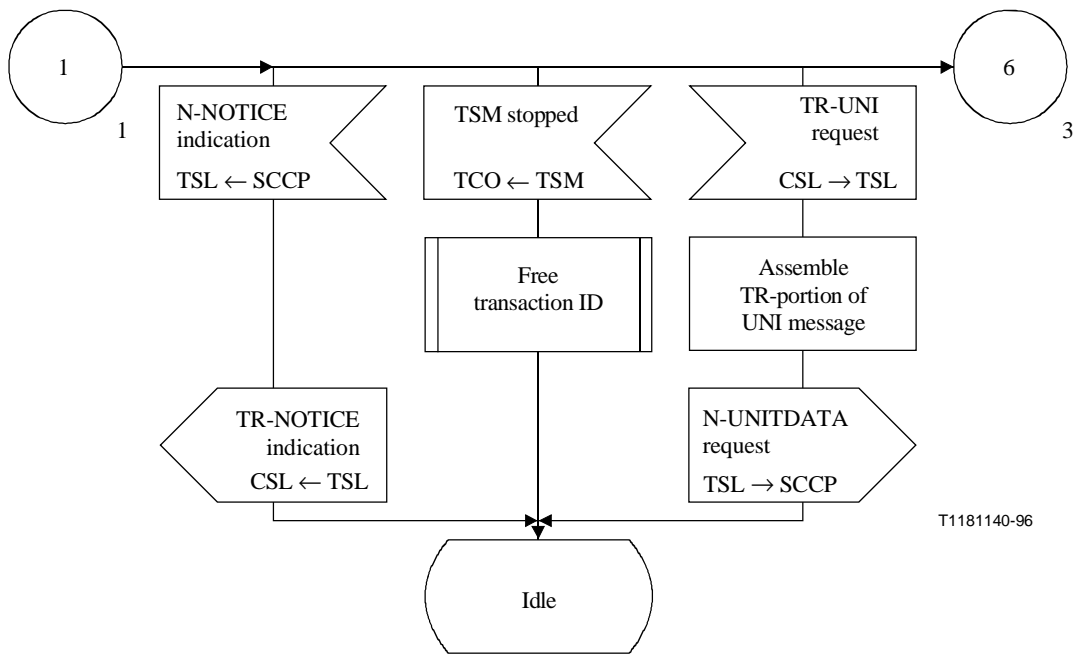 1
1
6
3
N-NOTICE
indication
TSL ← SCCP
TSM stopped
TCO ← TSM
TR-UNI
request
CSL → TSL
Free
transaction ID
Assemble
TR-portion of
UNI message
TR-NOTICE
indication
CSL ← TSL
N-UNITDATA
request
TSL → SCCP
T1181140-96
Idle